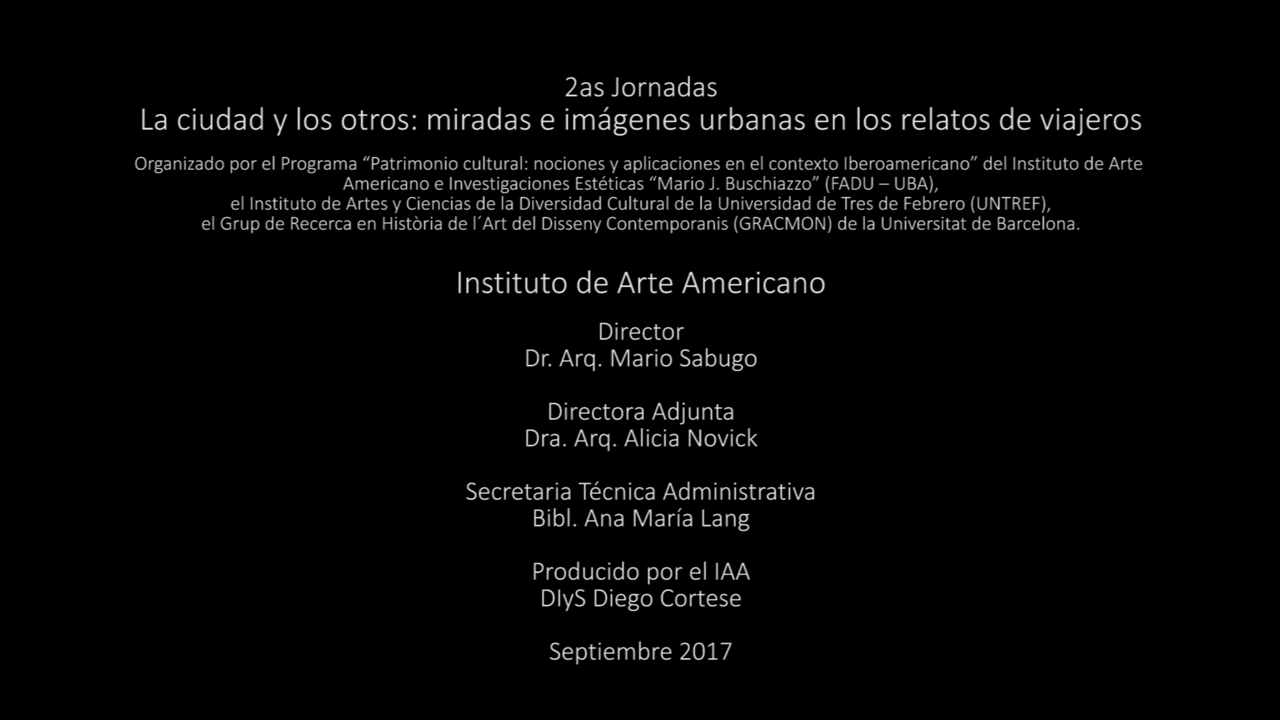 2as Jornadas
La ciudad y los otros: miradas e imágenes urbanas en los relatos de viajeros
Organizado por el Programa “Patrimonio cultural: nociones y aplicaciones en el contexto Iberoamericano” del Instituto de Arte
Americano e Investigaciones Estéticas “Mario J. Buschiazzo” (FADU – UBA),
el Instituto de Artes y Ciencias de la Diversidad Cultural de la Universidad de Tres de Febrero (UNTREF),
el Grup de Recerca en Història de l´Art del Disseny Contemporanis (GRACMON) de la Universitat de Barcelona.
Instituto de Arte Americano
Director
Dr. Arq. Mario Sabugo
Directora Adjunta
Dra. Arq. Alicia Novick
Secretaria Técnica Administrativa
Bibl. Ana María Lang
Producido por el IAA
DIyS Diego Cortese
Septiembre 2017